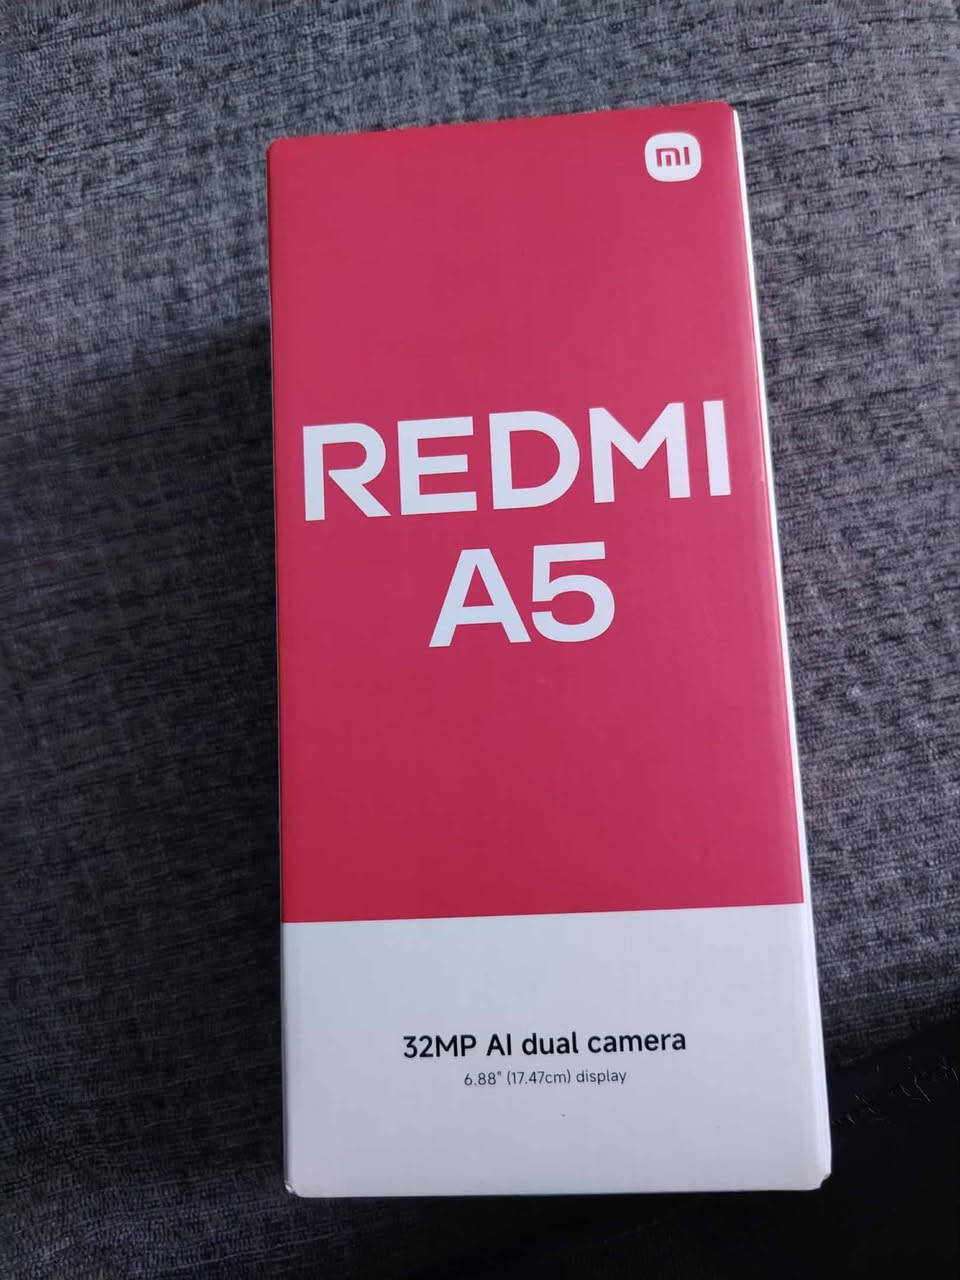 mi
REDMI
A5
32MP AI dual camera
6.88" (17.47cm) display